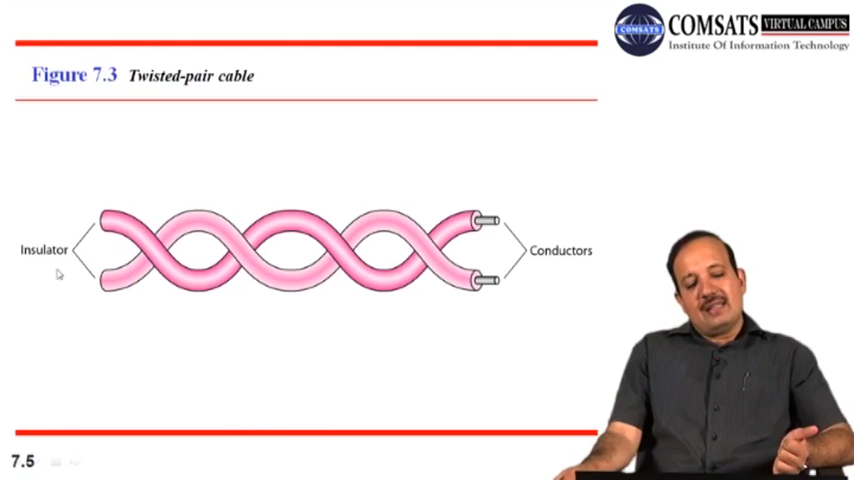 COMSATS VIRTUAL CAMPUS
COMSATS
Institute Of Information Technology
Figure 7.3 Twisted-pair cable
Insulator
Conductors
7.5